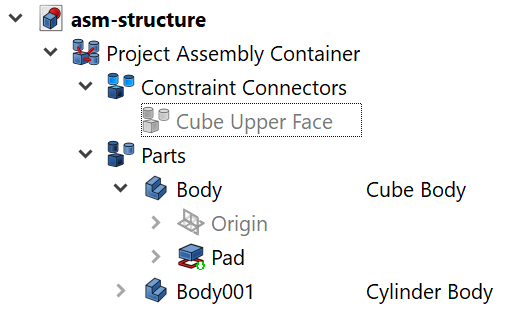 asm-structure
Project Assembly Container
Constraint Connectors
Cube Upper Face
Parts
Body Cube Body
Origin
Pad
Body001 Cylinder Body